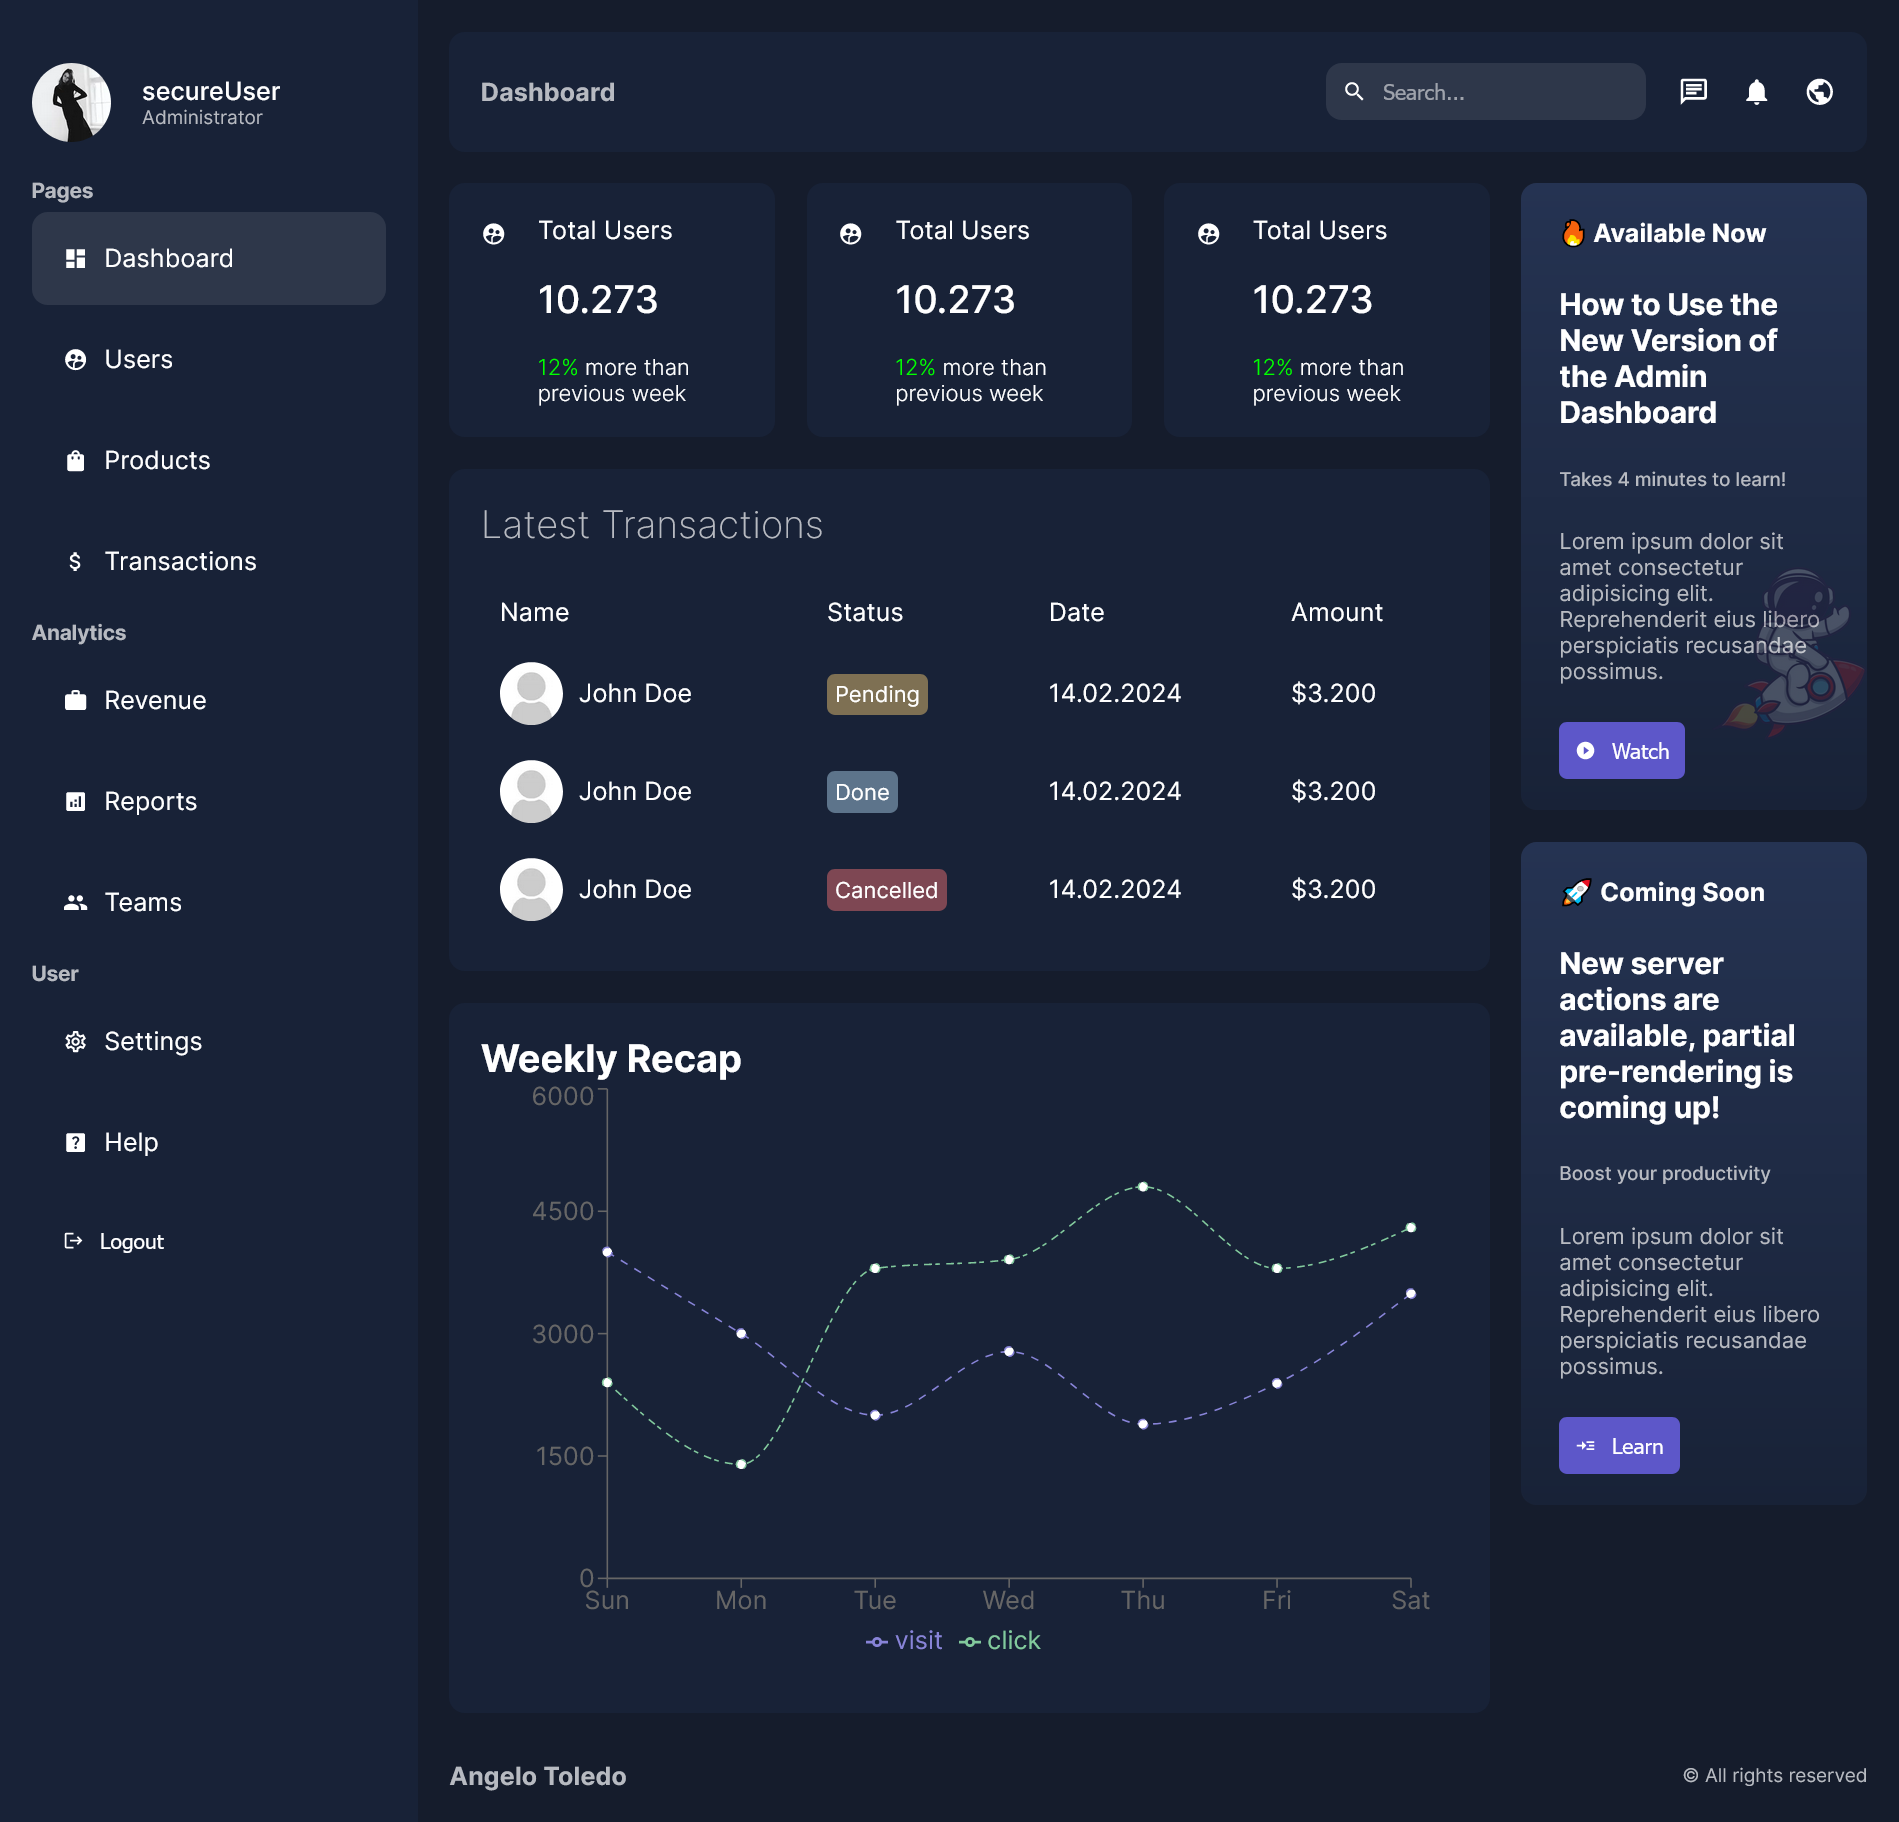 secureUser
Administrator
Pages
Dashboard
Users
Products
Transactions
Analytics
Revenue
Reports
Teams
User
Settings
Help
Logout
Dashboard
Search...
Total Users
10.273
12% more than
previous week
Total Users
10.273
12% more than
previous week
Total Users
10.273
12% more than
previous week
Latest Transactions
Name Status Date Amount
John Doe Pending 14.02.2024 $3.200
John Doe Done 14.02.2024 $3.200
John Doe Cancelled 14.02.2024 $3.200
Weekly Recap
6000
4500
3000
1500
0
Sun Mon Tue Wed Thu Fri Sat
visit click
🔥 Available Now
How to Use the
New Version of
the Admin
Dashboard
Takes 4 minutes to learn!
Lorem ipsum dolor sit
amet consectetur
adipisicing elit.
Reprehenderit eius libero
perspiciatis recusandae
possimus.
Watch
🚀 Coming Soon
New server
actions are
available, partial
pre-rendering is
coming up!
Boost your productivity
Lorem ipsum dolor sit
amet consectetur
adipisicing elit.
Reprehenderit eius libero
perspiciatis recusandae
possimus.
Learn
Angelo Toledo
© All rights reserved